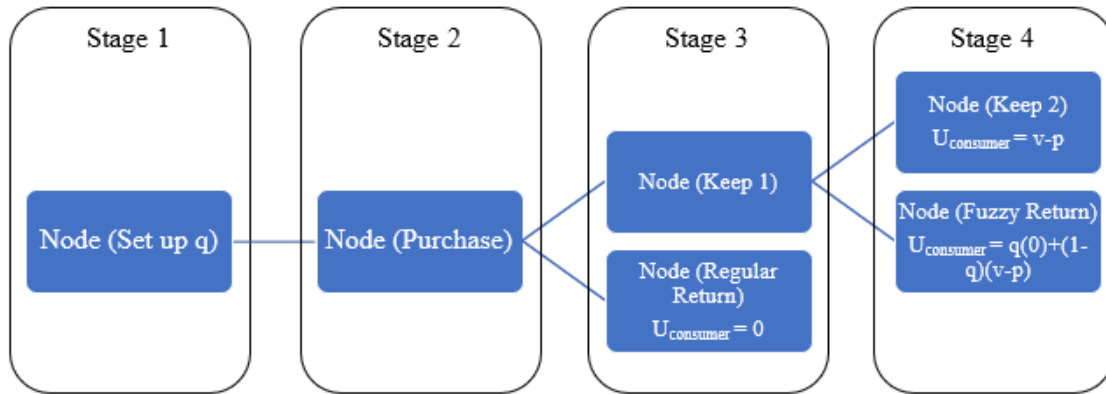 Stage 1
Node (Set up q)
Stage 2
Node (Purchase)
Stage 3
Node (Keep 1)
Node (Regular
Return)
Uconsumer = 0
Stage 4
Node (Keep 2)
Uconsumer = v-p
Node (Fuzzy Return)
Uconsumer = q(0)+(1-
q)(v-p)